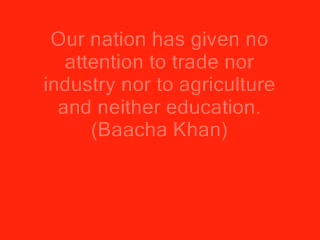 Our nation has given no
attention to trade nor
industry nor to agriculture
and neither education.
(Baacha Khan)